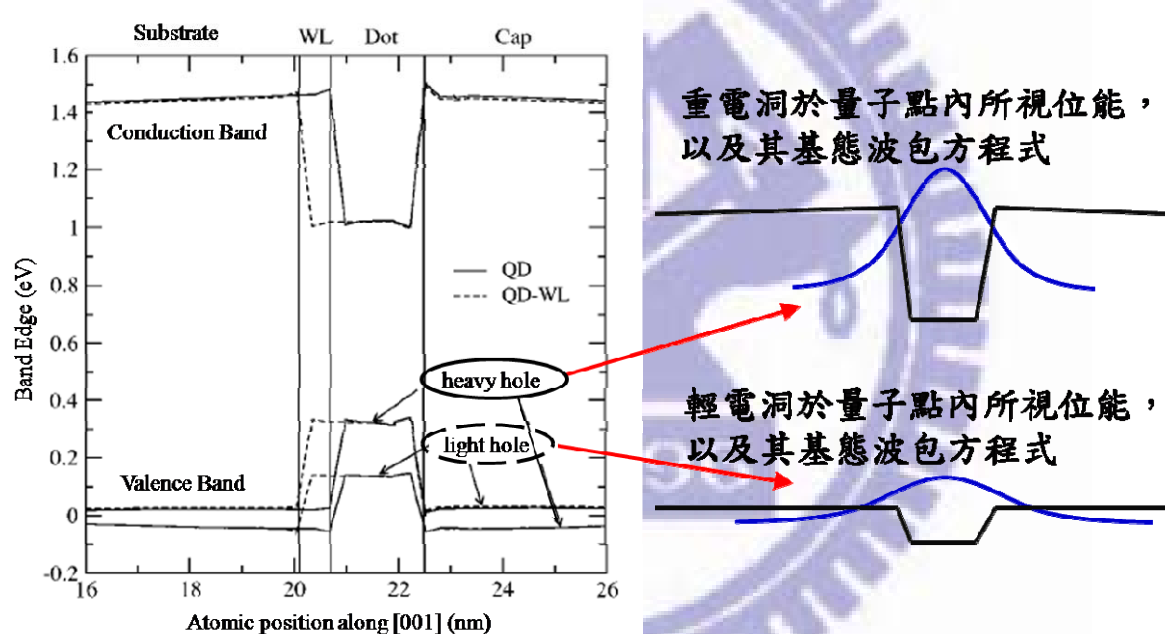 Substrate
WL
Dot
Cap
1.6
1.4
1.2
1
0.8
0.6
0.4
0.2
0
-0.2
Band Edge (eV)
Conduction Band
QD
QD-WL
heavy hole
light hole
Valence Band
16
18
20
22
24
26
Atomic position along [001] (nm)
重電洞於量子點內所視位能，
以及其基態波包方程式
輕電洞於量子點內所視位能，
以及其基態波包方程式